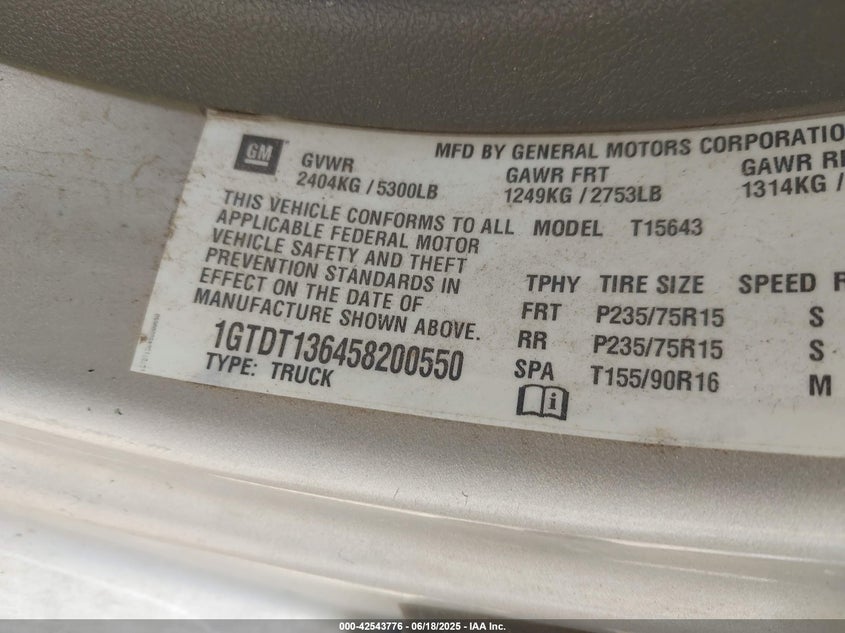 GM
MFD BY GENERAL MOTORS CORPORATIO
GVWR
2404KG / 5300LB
GAWR FRT
1249KG / 2753LB
GAWR R
1314KG /
THIS VEHICLE CONFORMS TO ALL
APPLICABLE FEDERAL MOTOR
VEHICLE SAFETY AND THEFT
PREVENTION STANDARDS IN
EFFECT ON THE DATE OF
MANUFACTURE SHOWN ABOVE.
1GTDT136458200550
TYPE: TRUCK
MODEL T15643
TPHY TIRE SIZE SPEED R
FRT P235/75R15 S
RR P235/75R15 S
SPA T155/90R16 M
000-42543776 - 06/18/2025 - IAA Inc.